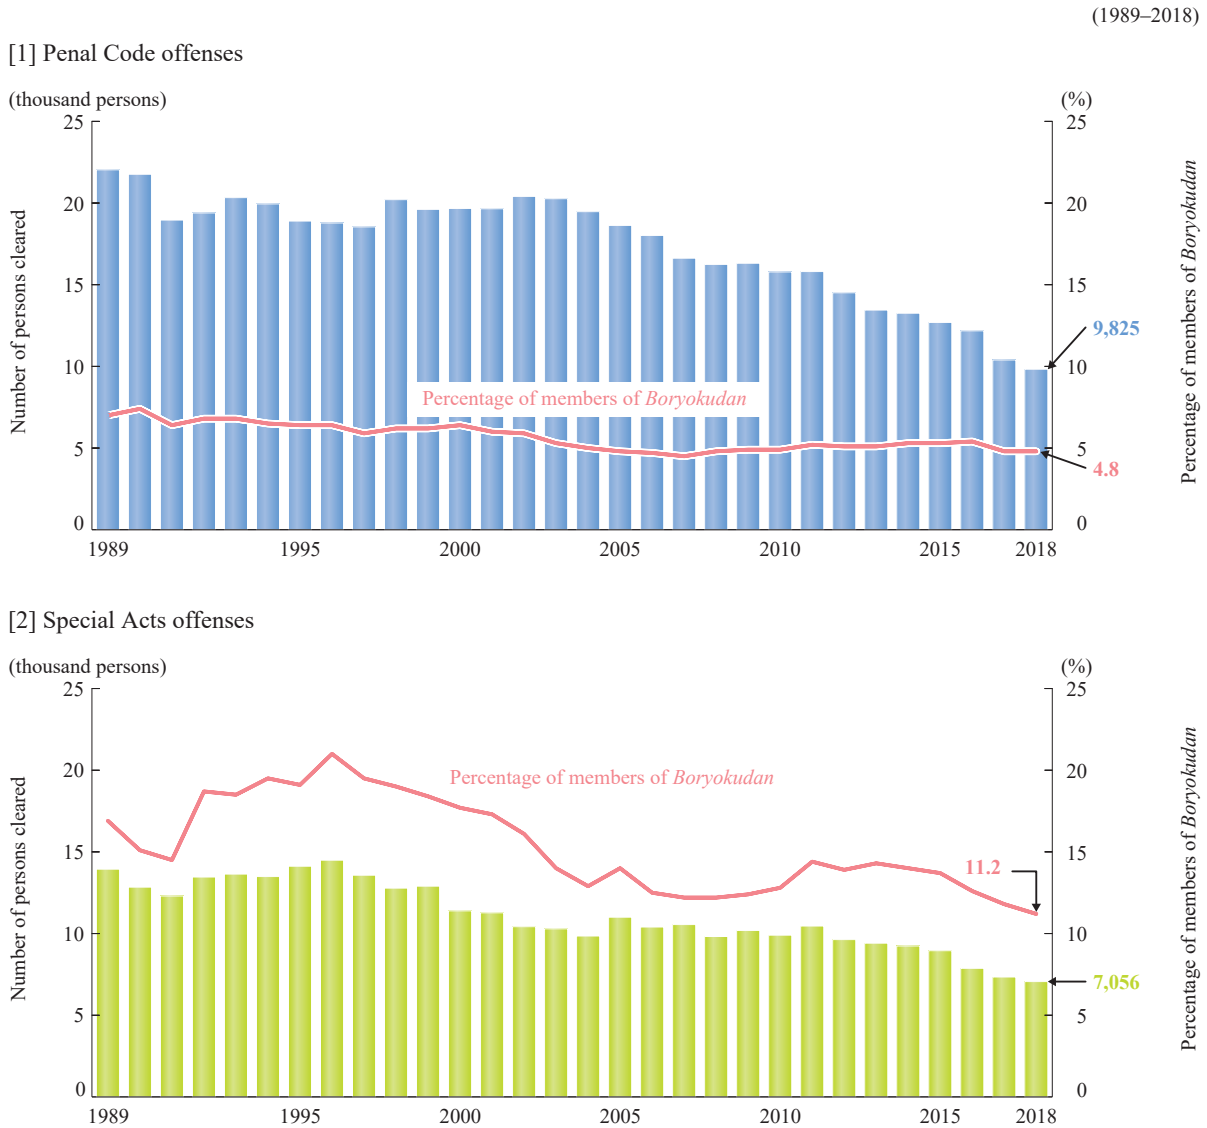 (1989–2018)
[1] Penal Code offenses
(thousand persons)
(%)
25
20
15
10
5
0
Number of persons cleared
25
20
15
10
5
0
Percentage of members of Boryokudan
Percentage of members of Boryokudan
9,825
4.8
1989 1995 2000 2005 2010 2015 2018
[2] Special Acts offenses
(thousand persons)
(%)
25
20
15
10
5
0
Number of persons cleared
25
20
15
10
5
0
Percentage of members of Boryokudan
Percentage of members of Boryokudan
11.2
7,056
1989 1995 2000 2005 2010 2015 2018